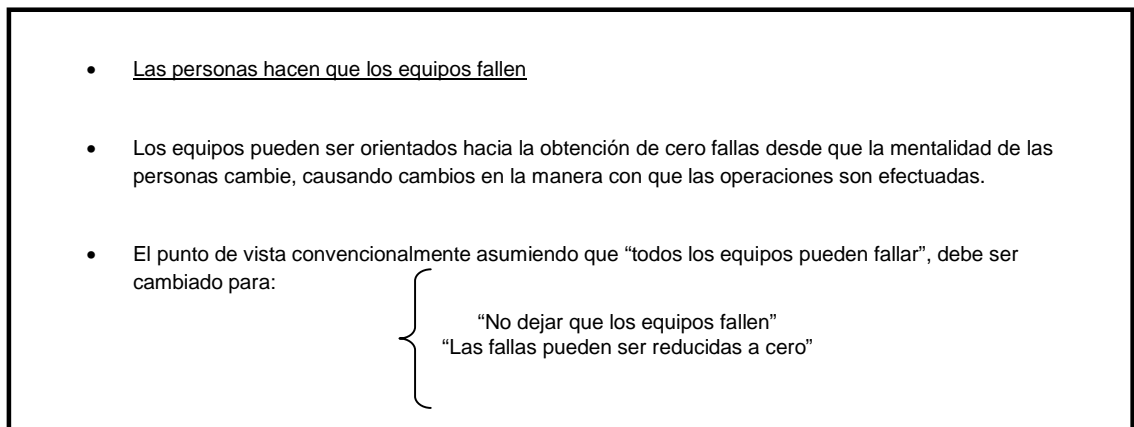 • Las personas hacen que los equipos fallen
• Los equipos pueden ser orientados hacia la obtención de cero fallas desde que la mentalidad de las
personas cambie, causando cambios en la manera con que las operaciones son efectuadas.
• El punto de vista convencionalmente asumiendo que “todos los equipos pueden fallar”, debe ser
cambiado para:
“No dejar que los equipos fallen”
“Las fallas pueden ser reducidas a cero”